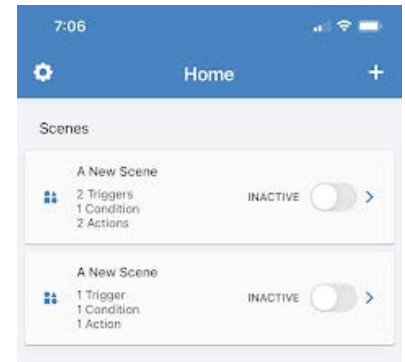 7:06
Home
Scenes
A New Scene
2 Triggers
1 Condition
2 Actions
INACTIVE
A New Scene
1 Trigger
1 Condition
1 Action
INACTIVE